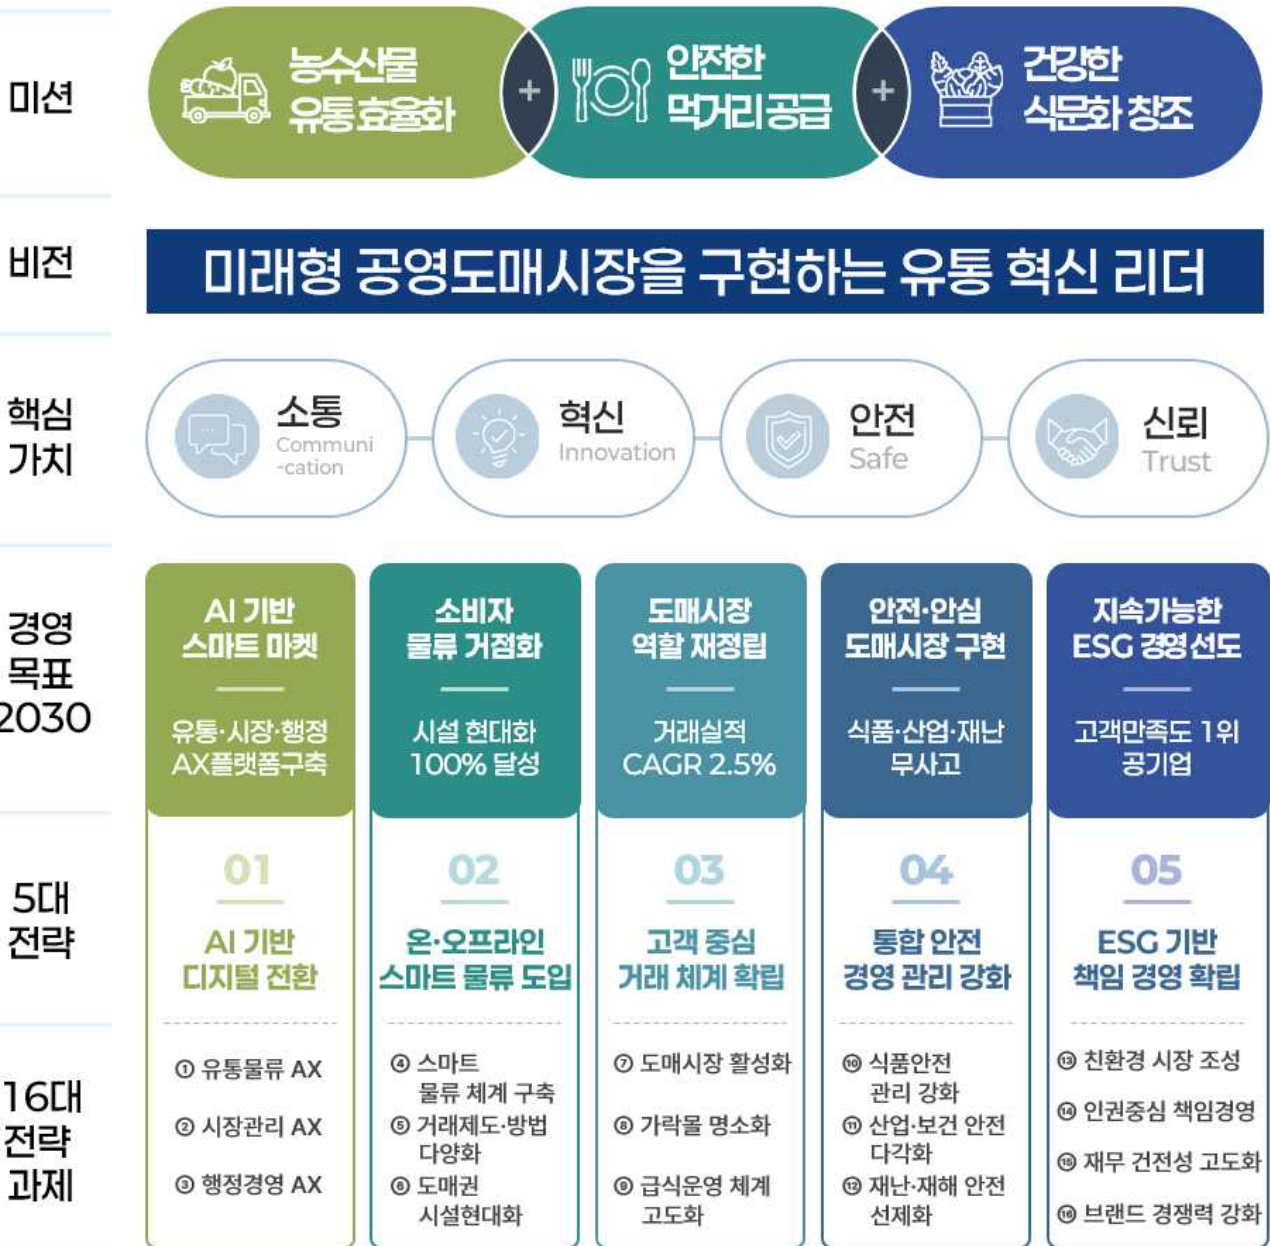 미션
농수산물
유통 효율화
+
안전한
먹거리 공급
+
건강한
식문화 창조
비전
미래형 공영도매시장을 구현하는 유통 혁신 리더
핵심
가치
소통
Communi
-cation
혁신
Innovation
안전
Safe
신뢰
Trust
경영
목표
2030
AI 기반
스마트 마켓
유통·시장·행정
AX플랫폼구축
소비자
물류 거점화
시설 현대화
100% 달성
도매시장
역할 재정립
거래실적
CAGR 2.5%
안전·안심
도매시장 구현
식품·산업·재난
무사고
지속가능한
ESG 경영선도
고객만족도 1위
공기업
5대
전략
01
AI 기반
디지털 전환
02
온·오프라인
스마트 물류 도입
03
고객 중심
거래 체계 확립
04
통합 안전
경영 관리 강화
05
ESG 기반
책임 경영 확립
16대
전략
과제
① 유통물류 AX
② 시장관리 AX
③ 행정경영 AX
④ 스마트
물류 체계 구축
⑤ 거래제도·방법
다양화
⑥ 도매권
시설현대화
⑦ 도매시장 활성화
⑧ 가락몰 명소화
⑨ 급식운영 체계
고도화
⑩ 식품안전
관리 강화
⑪ 산업·보건 안전
다각화
⑫ 재난·재해 안전
선제화
⑬ 친환경 시장 조성
⑭ 인권중심 책임경영
⑮ 재무 건전성 고도화
⑯ 브랜드 경쟁력 강화